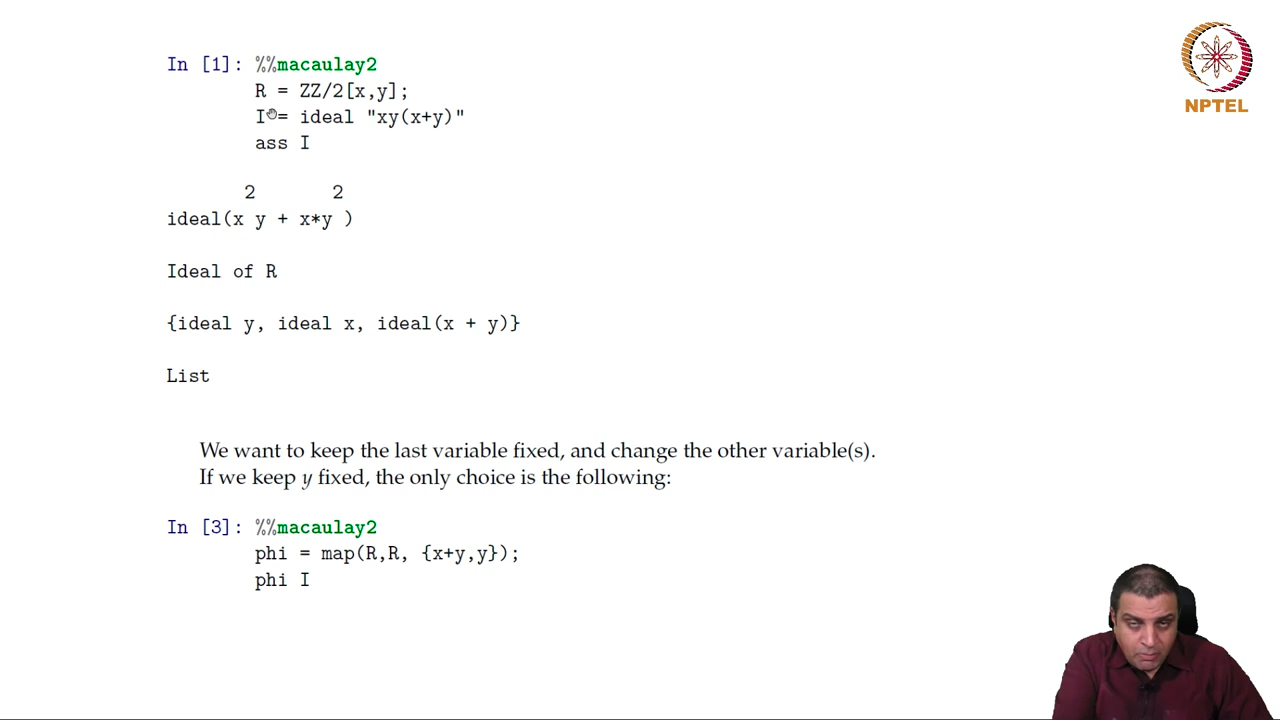 In [1]: %%macaulay2
R = ZZ/2[x,y];
I = ideal "xy(x+y)"
ass I
2 2
ideal(x y + x*y )
Ideal of R
{ideal y, ideal x, ideal(x + y)}
List
We want to keep the last variable fixed, and change the other variable(s).
If we keep y fixed, the only choice is the following:
In [3]: %%macaulay2
phi = map(R,R, {x+y,y});
phi I
NPTEL